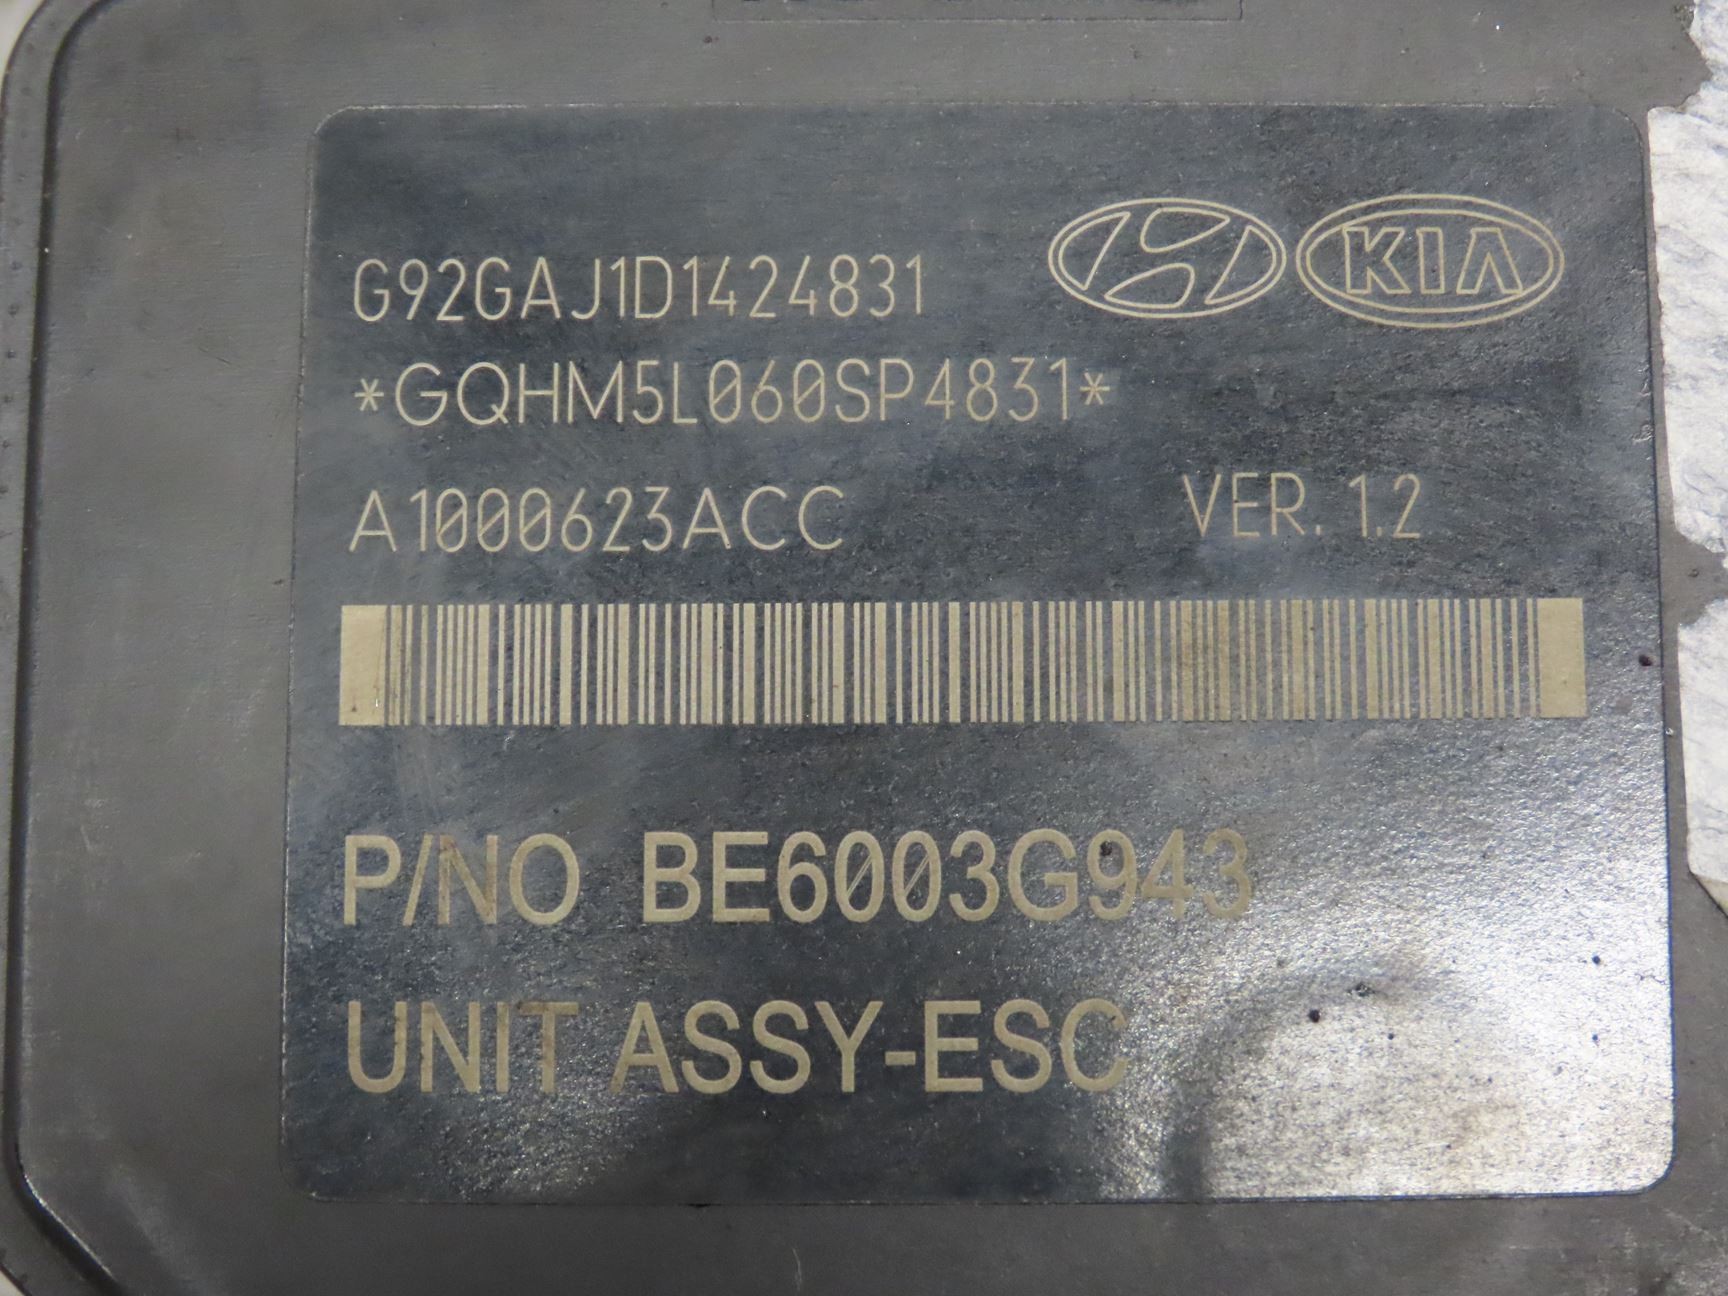 G92GAJ1D1424831
KIA
*GQHM5L060SP4831*
A1000623ACC VER. 1.2
P/NO BE6003G943
UNIT ASSY-ESC